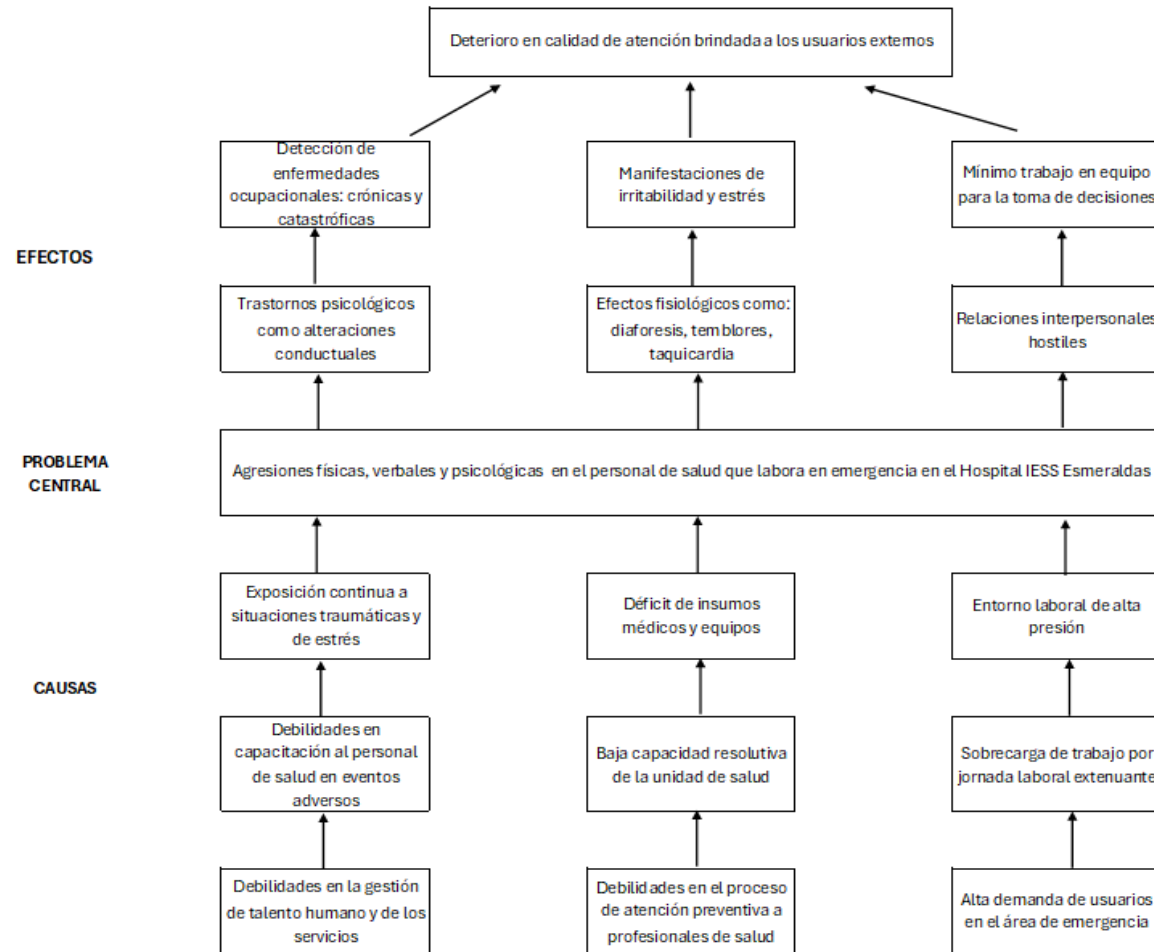 Deterioro en calidad de atención brindada a los usuarios externos
Detección de
enfermedades
ocupacionales: crónicas y
catastróficas
Manifestaciones de
irritabilidad y estrés
Mínimo trabajo en equipo
para la toma de decisiones
EFECTOS
Trastornos psicológicos
como alteraciones
conductuales
Efectos fisiológicos como:
diaforesis, temblores,
taquicardia
Relaciones interpersonales
hostiles
PROBLEMA
CENTRAL
Agresiones físicas, verbales y psicológicas en el personal de salud que labora en emergencia en el Hospital IESS Esmeraldas
Exposición continua a
situaciones traumáticas y
de estrés
Déficit de insumos
médicos y equipos
Entorno laboral de alta
presión
CAUSAS
Debilidades en
capacitación al personal
de salud en eventos
adversos
Baja capacidad resolutiva
de la unidad de salud
Sobrecarga de trabajo por
jornada laboral extenuante
Debilidades en la gestión
de talento humano y de los
servicios
Debilidades en el proceso
de atención preventiva a
profesionales de salud
Alta demanda de usuarios
en el área de emergencia